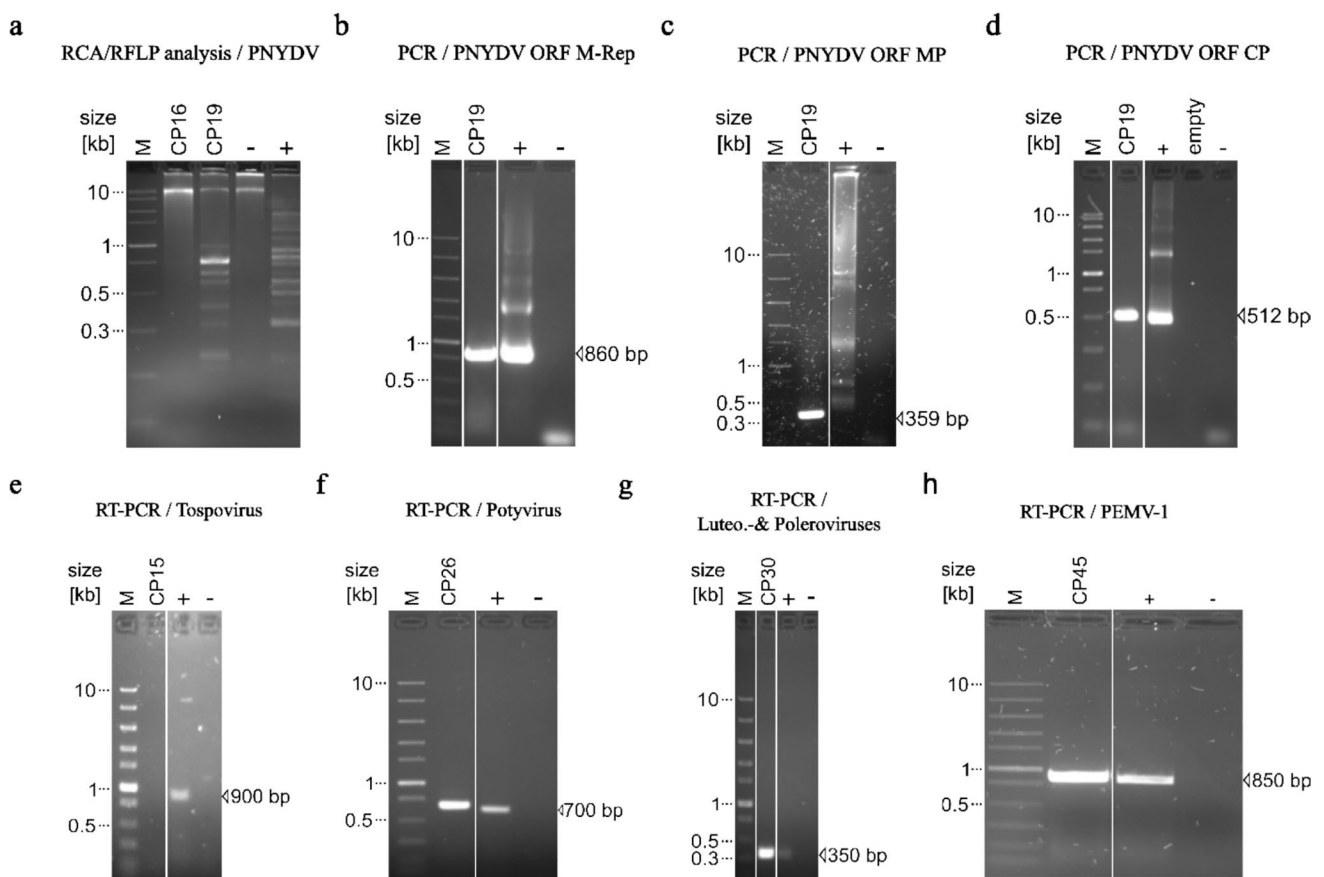 a
RCA/RFLP analysis / PNYDV
size
[kb]
M
CP16
CP19
-
+
10
1
0.5
0.3
b
PCR / PNYDV ORF M-Rep
size
[kb]
M
CP19
+
-
10
1
0.5
860 bp
c
PCR / PNYDV ORF MP
size
[kb]
M
CP19
+
-
10
1
0.5
0.3
359 bp
d
PCR / PNYDV ORF CP
size
[kb]
M
CP19
+
empty
-
10
1
0.5
512 bp
e
RT-PCR / Tospovirus
size
[kb]
M
CP15
+
-
10
1
0.5
900 bp
f
RT-PCR / Potyvirus
size
[kb]
M
CP26
+
-
10
1
0.5
700 bp
g
RT-PCR /
Luteo.-& Poleroviruses
size
[kb]
M
CP30
+
-
10
1
0.5
0.3
350 bp
h
RT-PCR / PEMV-1
size
[kb]
M
CP45
+
-
10
1
0.5
850 bp